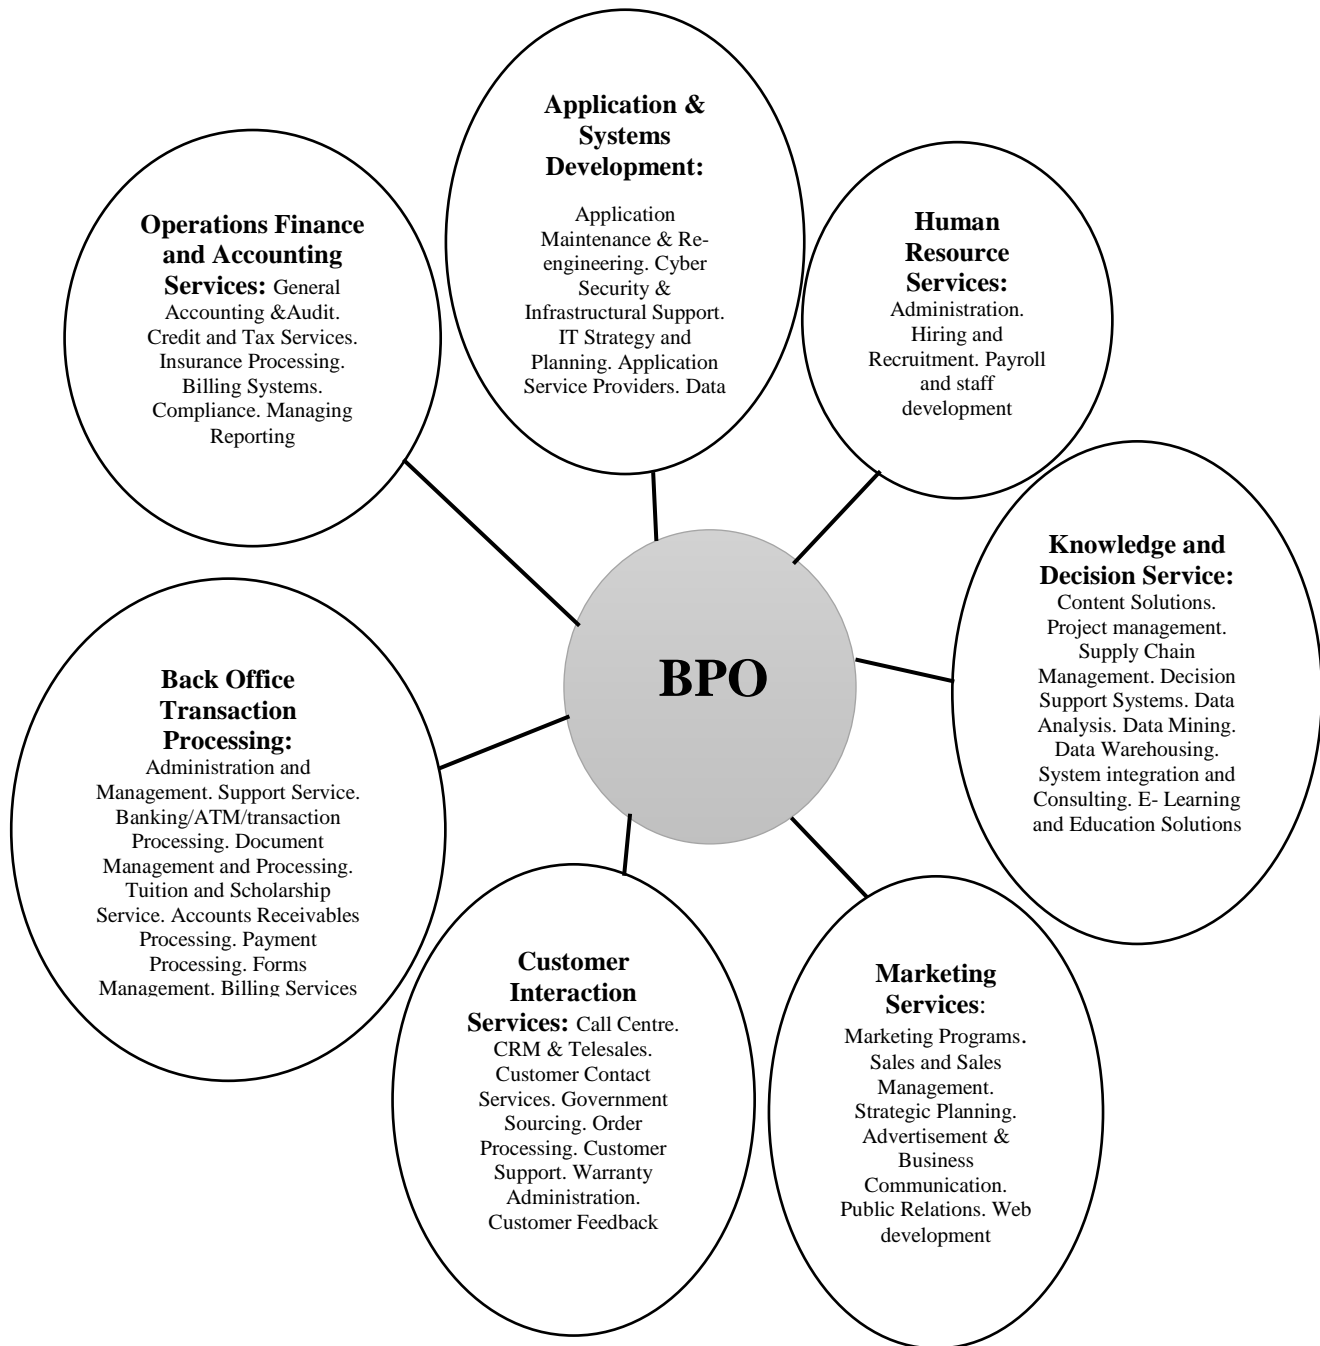 Application &
Systems
Development:
Application
Maintenance & Re-
engineering. Cyber
Security &
Infrastructural Support.
IT Strategy and
Planning. Application
Service Providers. Data
Operations Finance
and Accounting
Services: General
Accounting &Audit.
Credit and Tax Services.
Insurance Processing.
Billing Systems.
Compliance. Managing
Reporting
Human
Resource
Services:
Administration.
Hiring and
Recruitment. Payroll
and staff
development
Knowledge and
Decision Service:
Content Solutions.
Project management.
Supply Chain
Management. Decision
Support Systems. Data
Analysis. Data Mining.
Data Warehousing.
System integration and
Consulting. E- Learning
and Education Solutions
BPO
Back Office
Transaction
Processing:
Administration and
Management. Support Service.
Banking/ATM/transaction
Processing. Document
Management and Processing.
Tuition and Scholarship
Service. Accounts Receivables
Processing. Payment
Processing. Forms
Management. Billing Services
Customer
Interaction
Services: Call Centre.
CRM & Telesales.
Customer Contact
Services. Government
Sourcing. Order
Processing. Customer
Support. Warranty
Administration.
Customer Feedback
Marketing
Services:
Marketing Programs.
Sales and Sales
Management.
Strategic Planning.
Advertisement &
Business
Communication.
Public Relations. Web
development